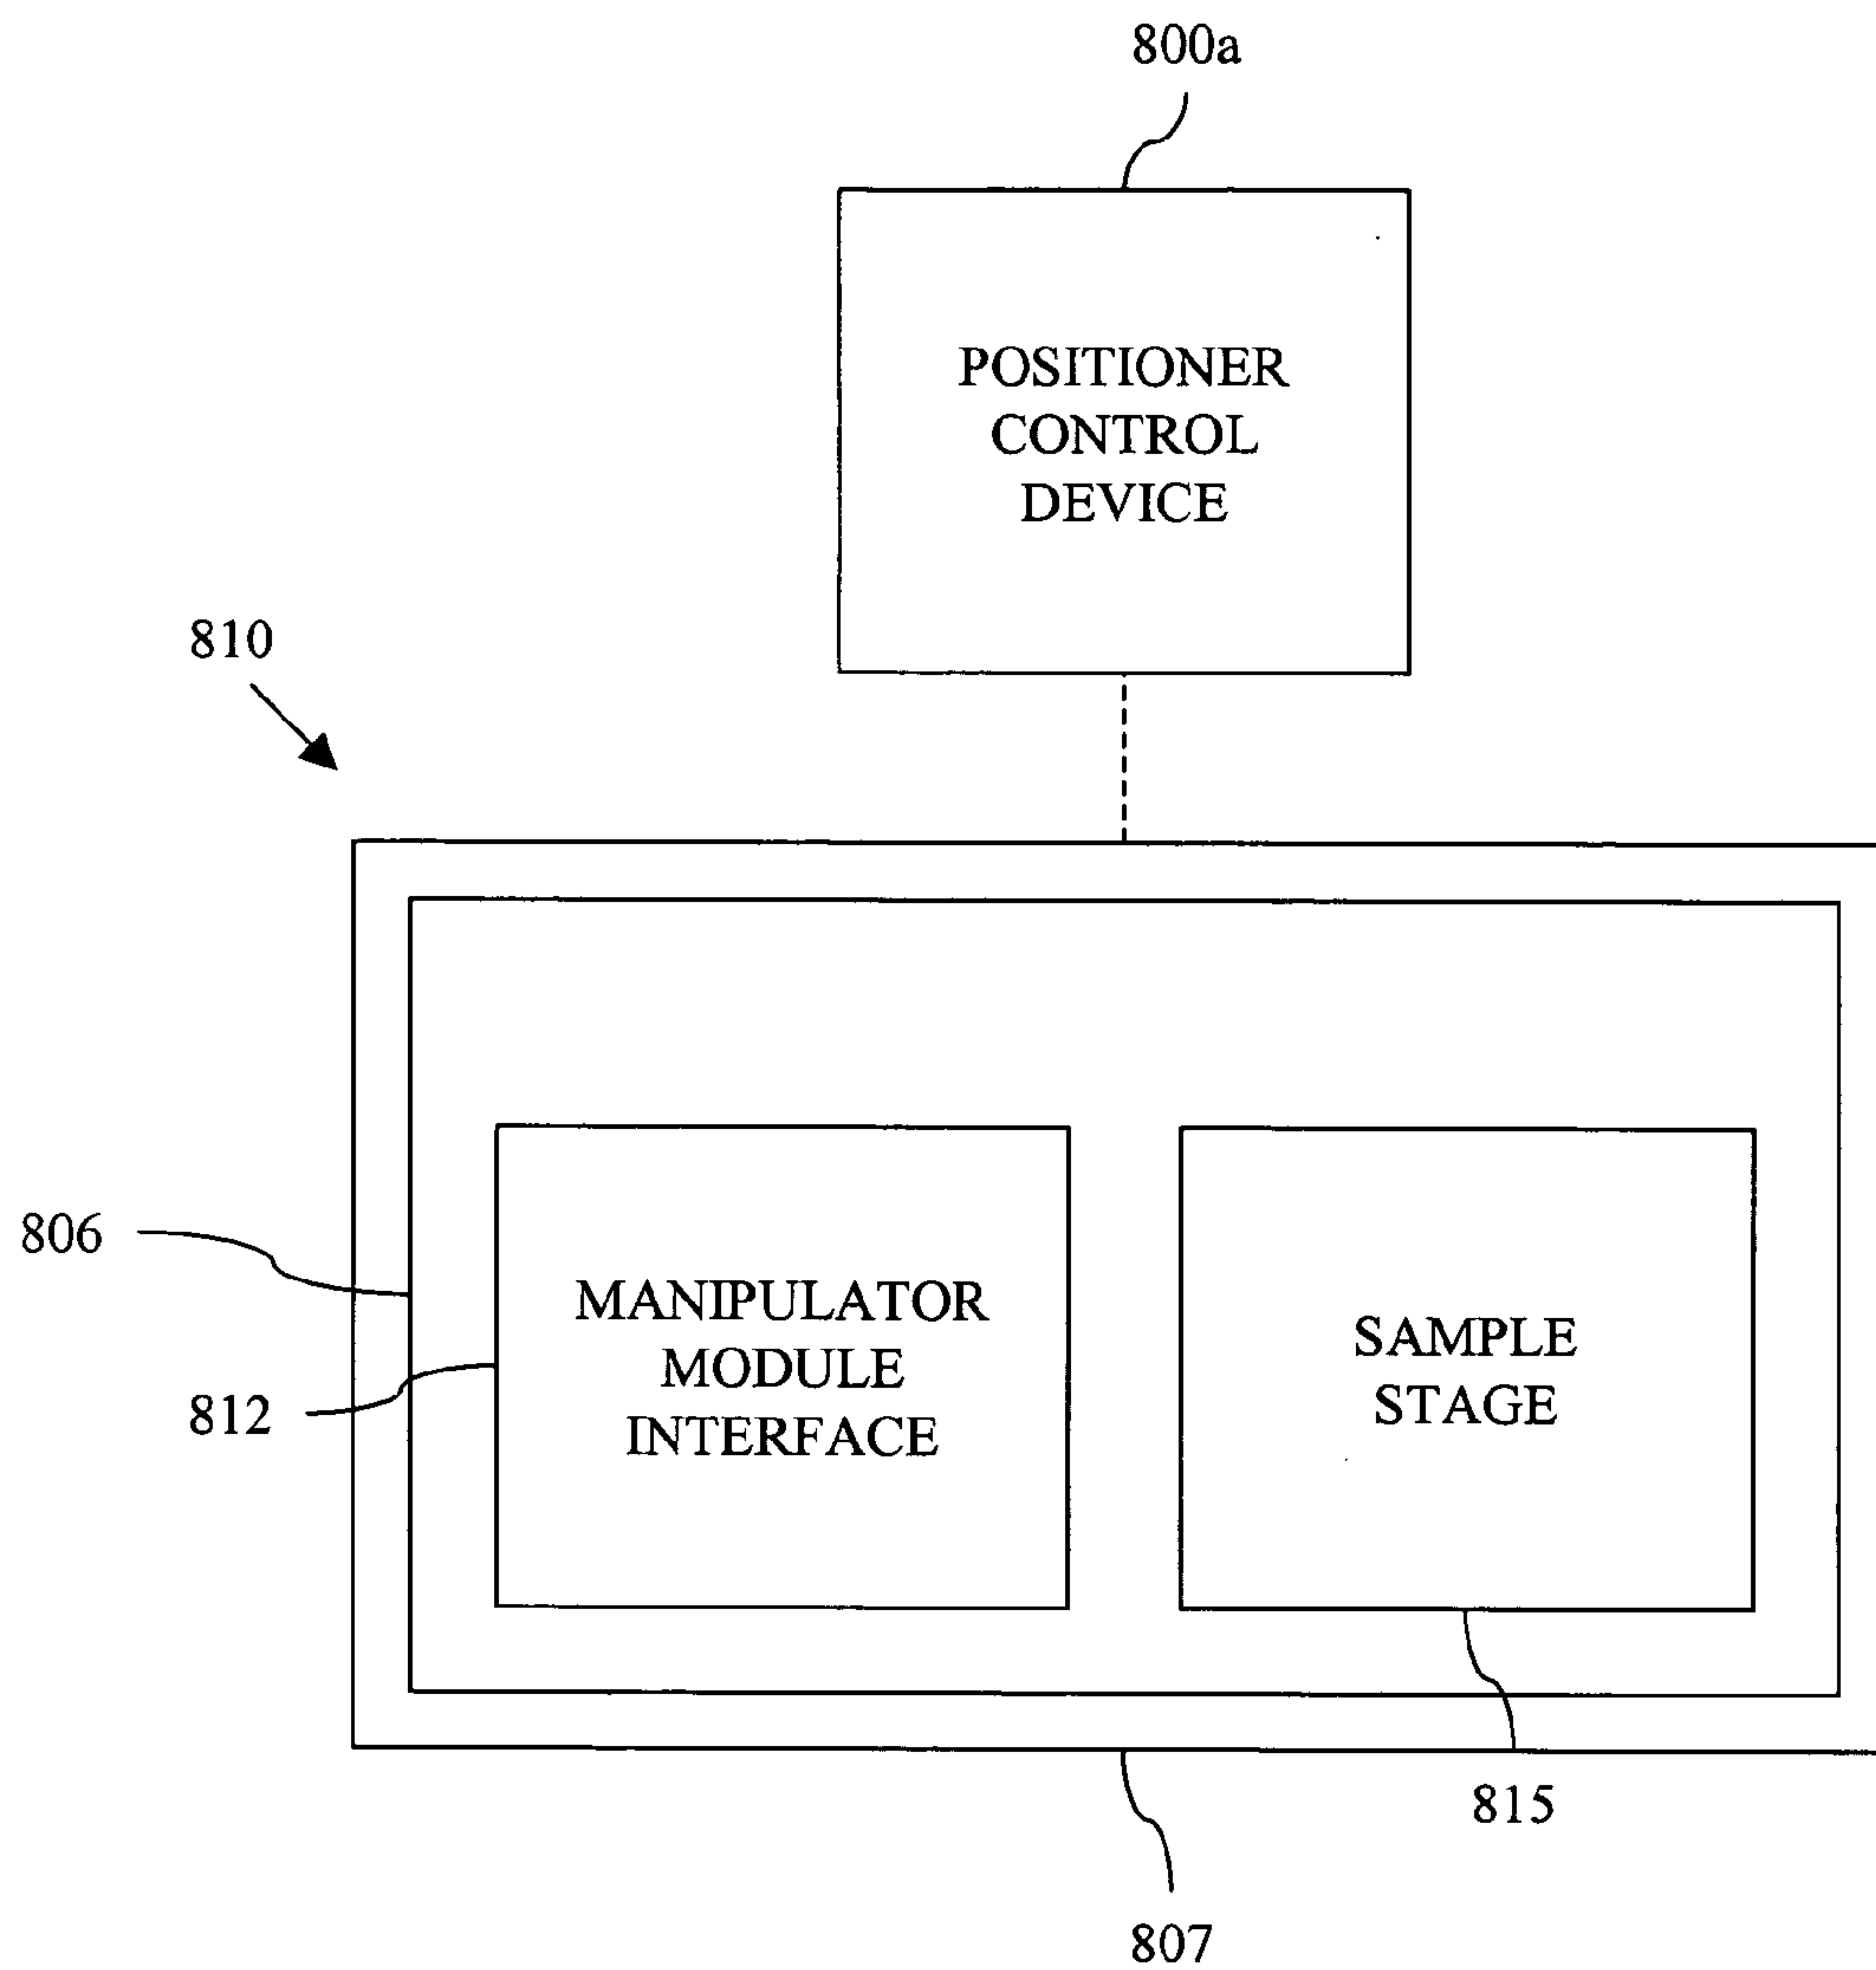 800a
POSITIONER
CONTROL
DEVICE
810
806
MANIPULATOR
MODULE
INTERFACE
SAMPLE
STAGE
812
815
807